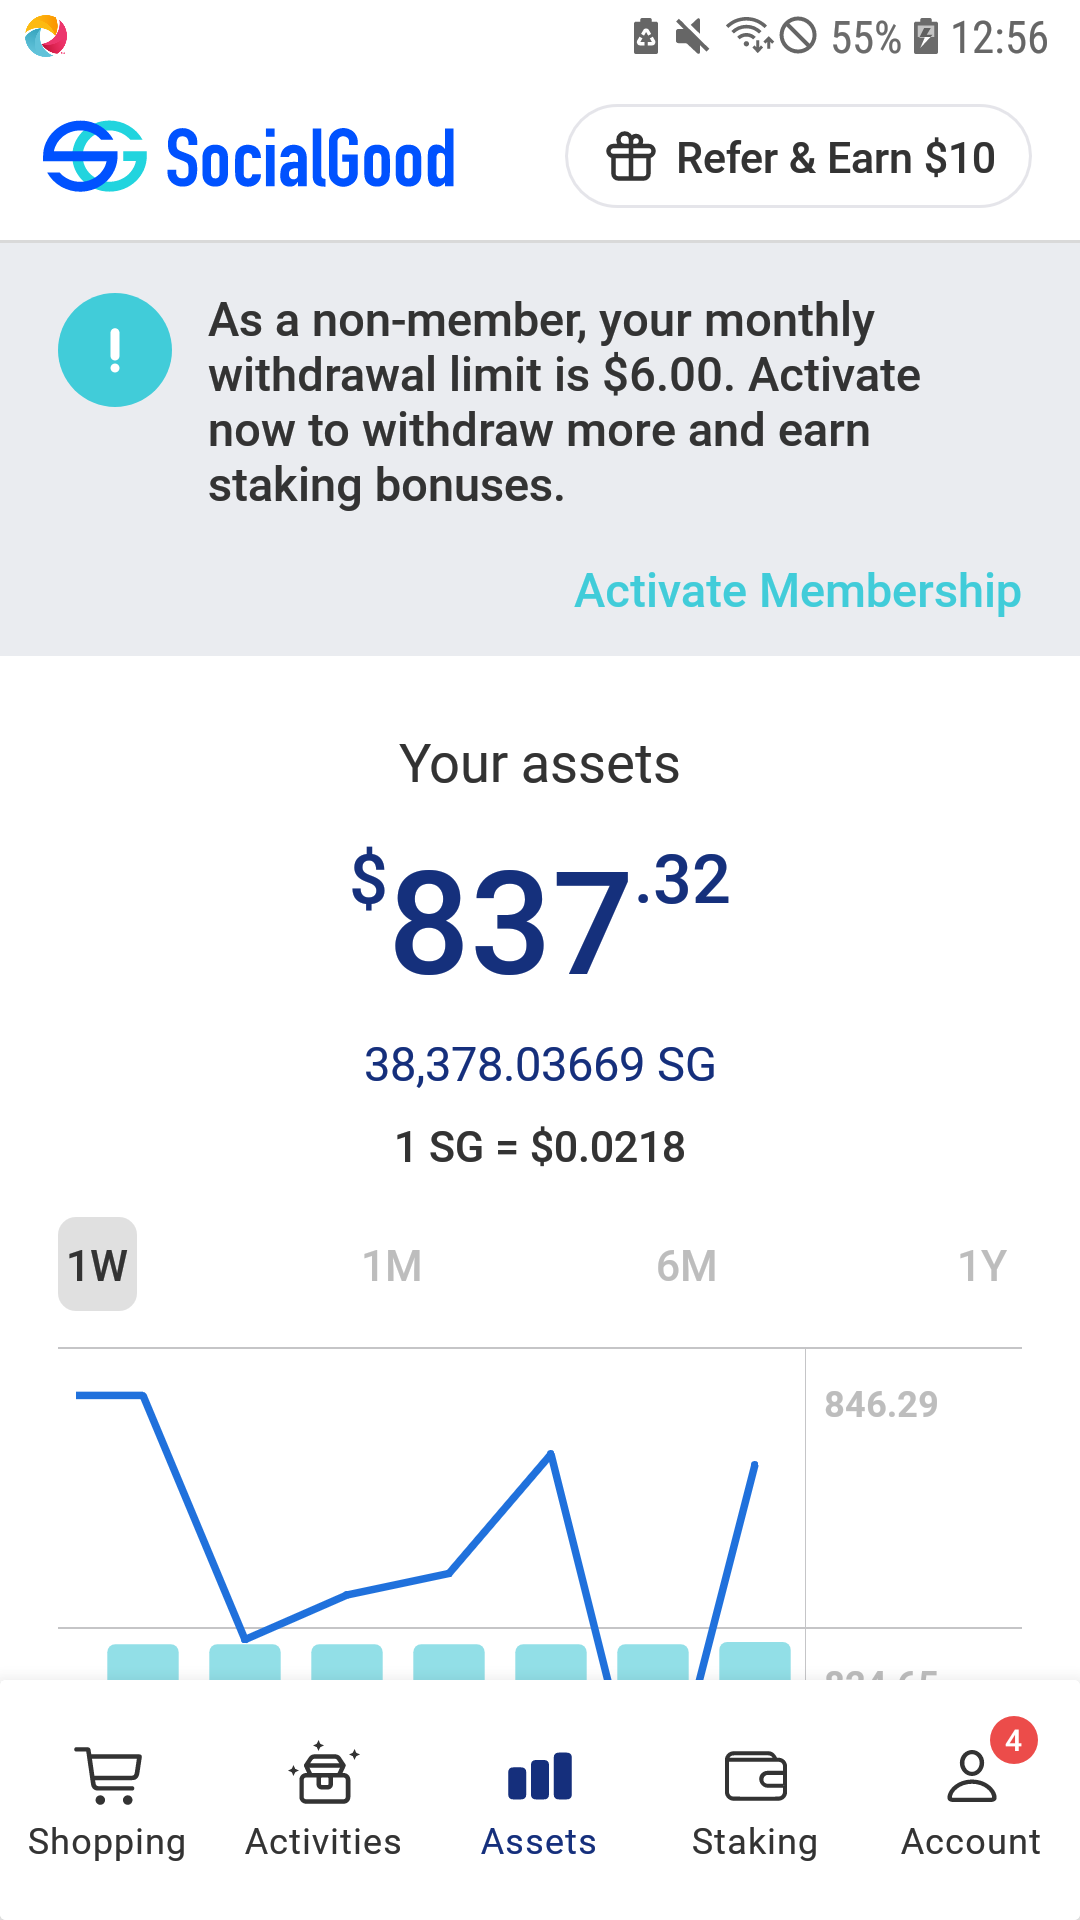 55% 12:56
SocialGood
Refer & Earn $10
As a non-member, your monthly
withdrawal limit is $6.00. Activate
now to withdraw more and earn
staking bonuses.
Activate Membership
Your assets
$837.32
38,378.03669 SG
1 SG = $0.0218
1W 1M 6M 1Y
846.29
4
Shopping Activities Assets Staking Account